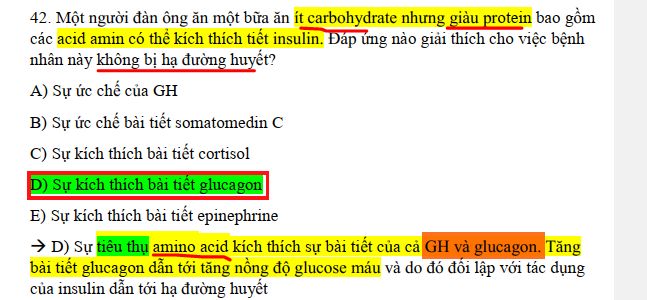 42. Một người đàn ông ăn một bữa ăn ít carbohydrate nhưng giàu protein bao gồm
các acid amin có thể kích thích tiết insulin. Đáp ứng nào giải thích cho việc bệnh
nhân này không bị hạ đường huyết?
A) Sự ức chế của GH
B) Sự ức chế bài tiết somatomedin C
C) Sự kích thích bài tiết cortisol
D) Sự kích thích bài tiết glucagon
E) Sự kích thích bài tiết epinephrine
→ D) Sự tiêu thụ amino acid kích thích sự bài tiết của cả GH và glucagon. Tăng
bài tiết glucagon dẫn tới tăng nồng độ glucose máu và do đó đối lập với tác dụng
của insulin dẫn tới hạ đường huyết